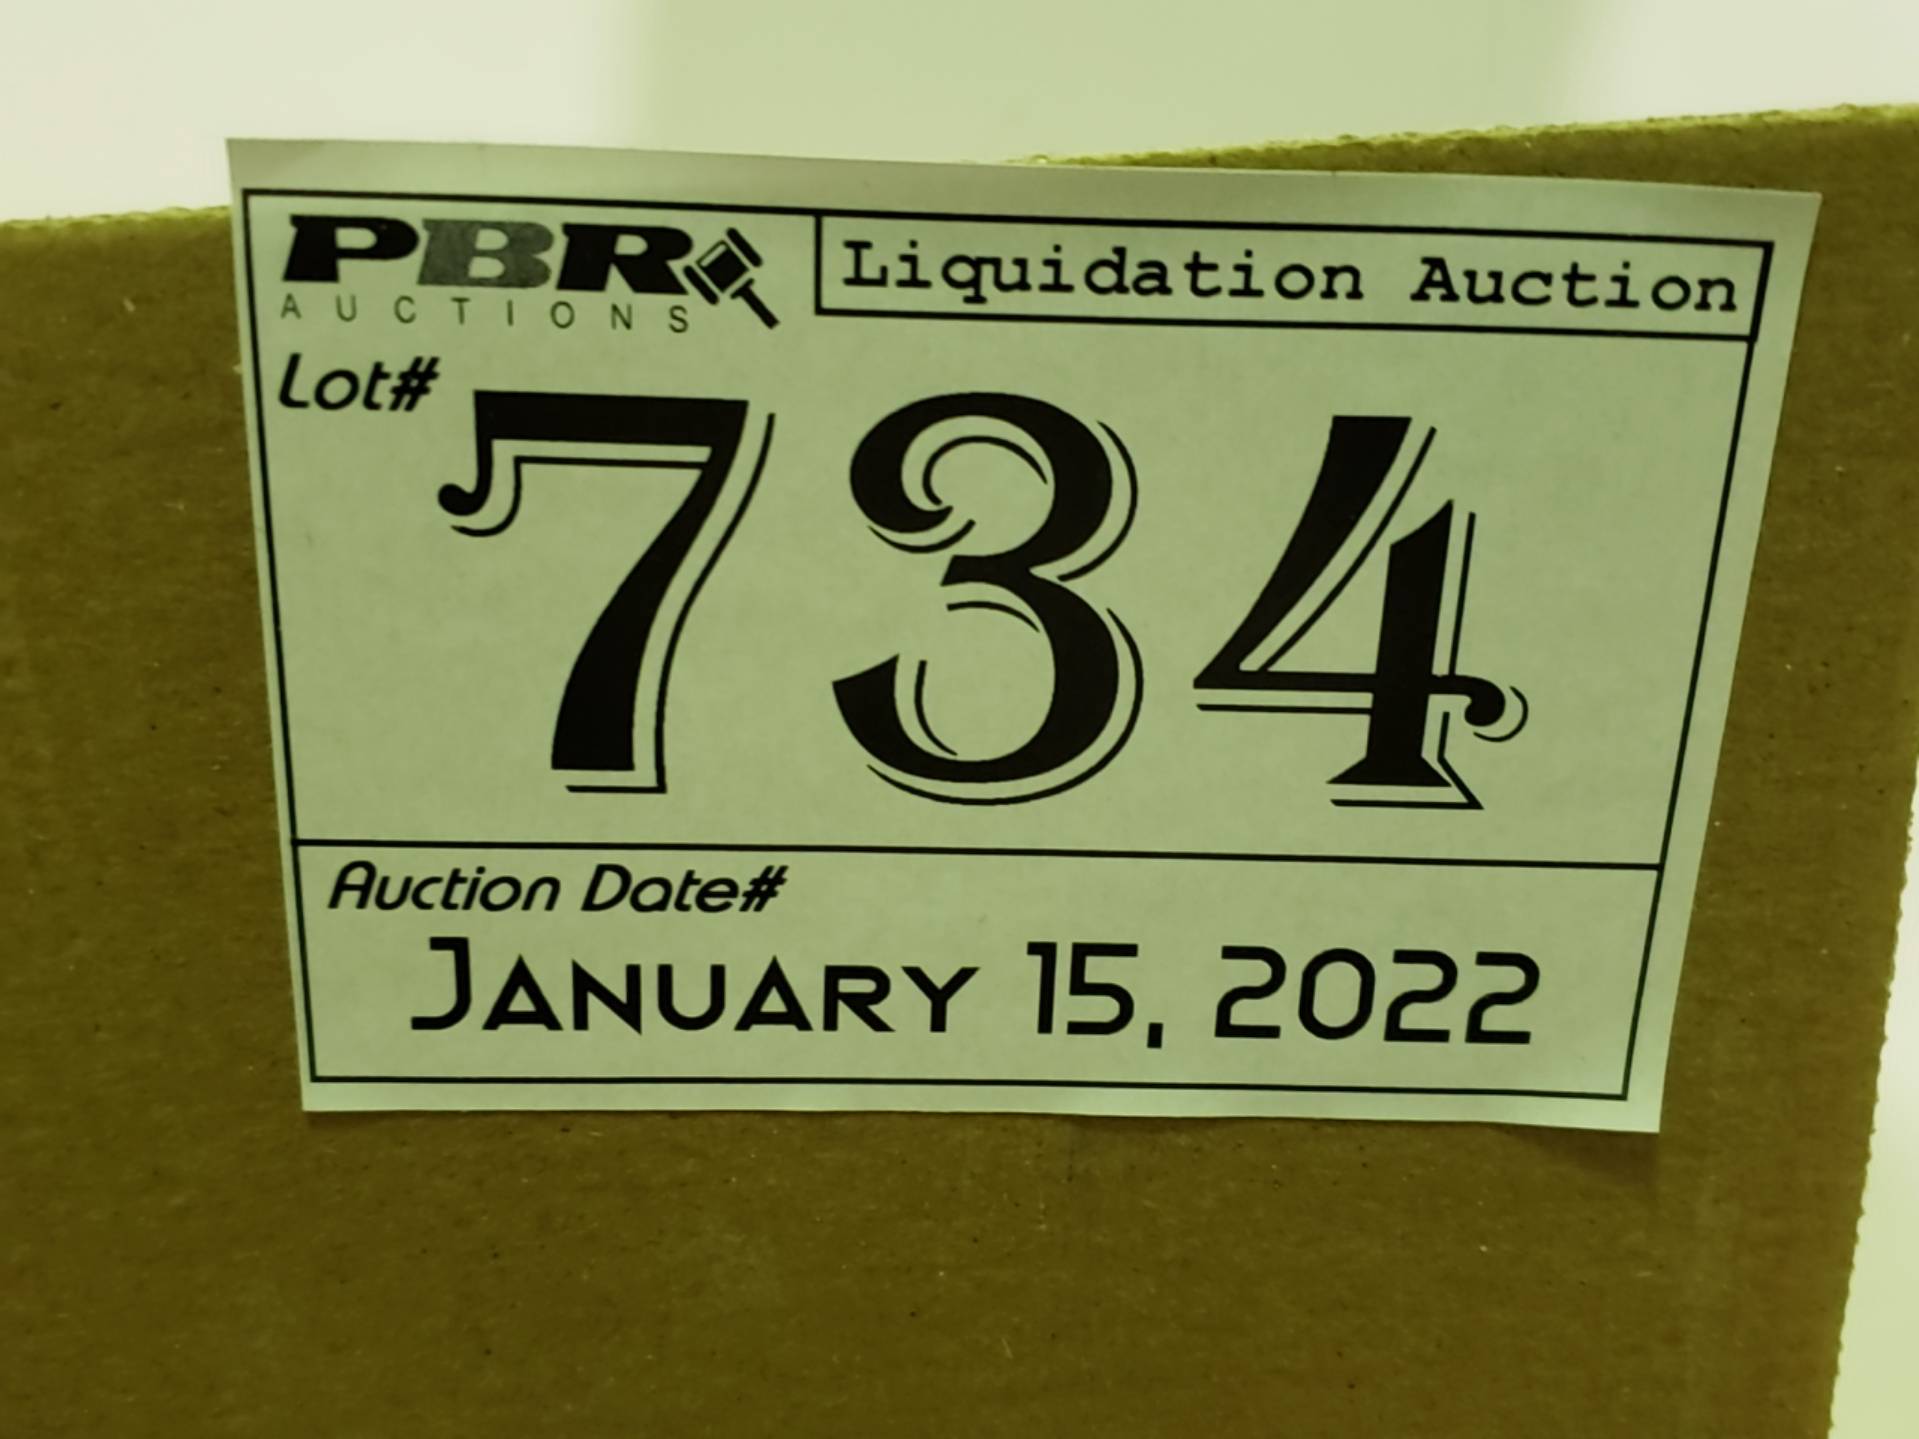 PBR
AUCTIONS
Liquidation Auction
Lot#
734
Auction Date#
JANUARY 15, 2022